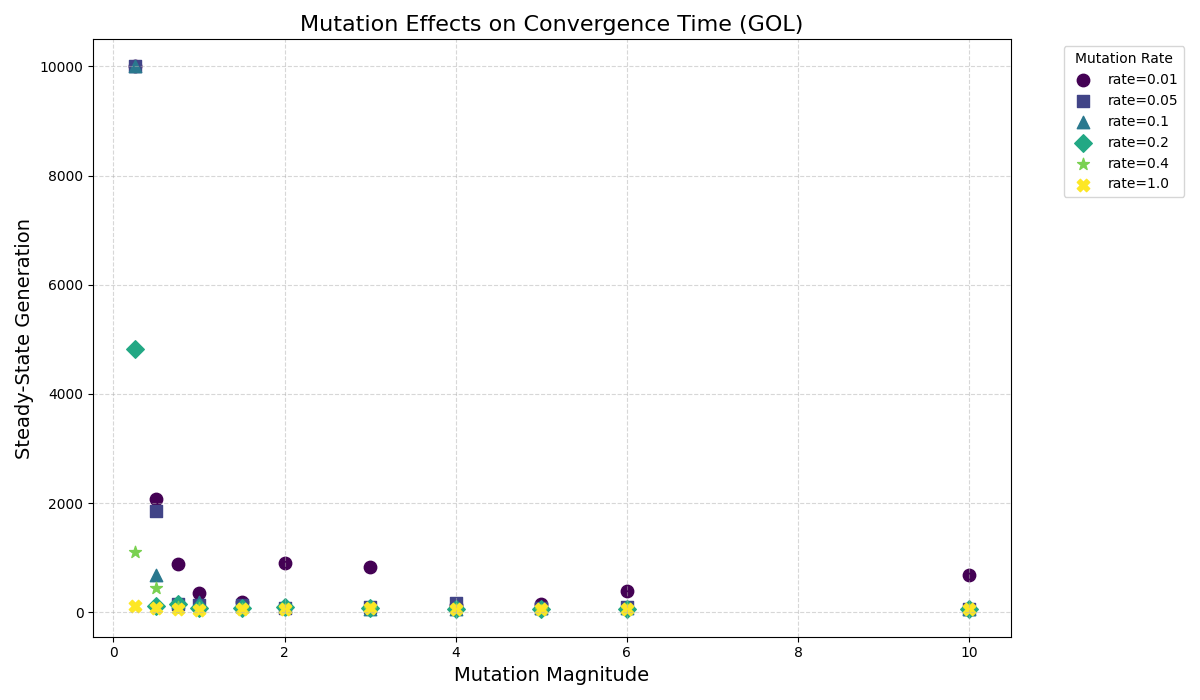 Mutation Effects on Convergence Time (GOL)
Steady-State Generation
10000
8000
6000
4000
2000
0
0 2 4 6 8 10
Mutation Magnitude
Mutation Rate
rate=0.01
rate=0.05
rate=0.1
rate=0.2
rate=0.4
rate=1.0